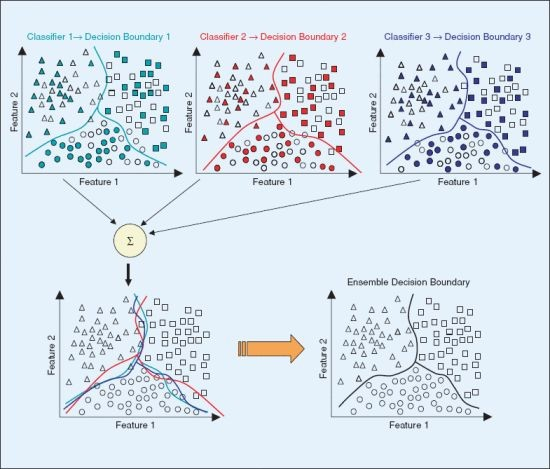 Classifier 1→ Decision Boundary 1
Classifier 2 → Decision Boundary 2
Classifier 3 → Decision Boundary 3
Feature 2
Feature 1
Feature 2
Feature 1
Feature 2
Feature 1
Σ
Feature 2
Feature 1
Ensemble Decision Boundary
Feature 2
Feature 1